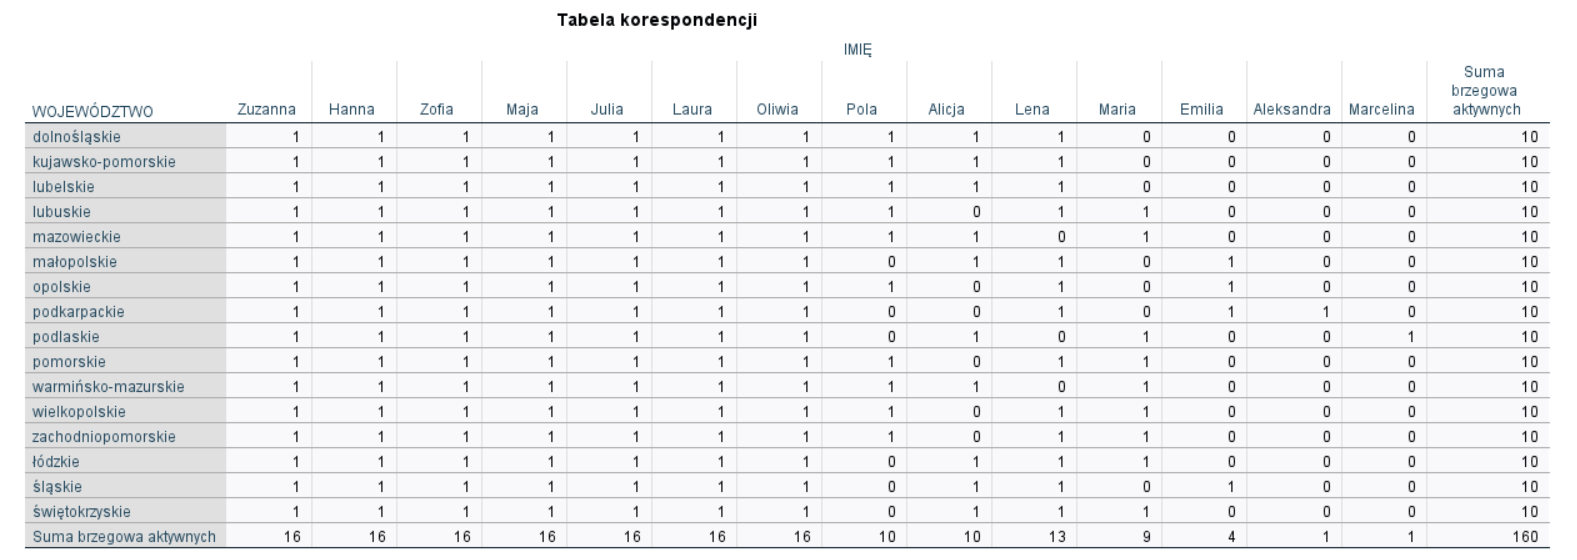 Tabela korespondencji
IMIĘ
WOJEWÓDZTWO Zuzanna Hanna Zofia Maja Julia Laura Oliwia Pola Alicja Lena Maria Emilia Aleksandra Marcelina Suma brzegowa aktywnych
dolnośląskie 1 1 1 1 1 1 1 1 1 1 0 0 0 0 10
kujawsko-pomorskie 1 1 1 1 1 1 1 1 1 1 0 0 0 0 10
lubelskie 1 1 1 1 1 1 1 1 1 1 0 0 0 0 10
lubuskie 1 1 1 1 1 1 1 1 0 1 1 0 0 0 10
mazowieckie 1 1 1 1 1 1 1 1 1 0 1 0 0 0 10
małopolskie 1 1 1 1 1 1 1 0 1 1 0 1 0 0 10
opolskie 1 1 1 1 1 1 1 1 0 1 0 1 0 0 10
podkarpackie 1 1 1 1 1 1 1 0 0 1 0 1 1 0 10
podlaskie 1 1 1 1 1 1 1 0 1 0 1 0 0 1 10
pomorskie 1 1 1 1 1 1 1 1 0 1 1 0 0 0 10
warmińsko-mazurskie 1 1 1 1 1 1 1 1 1 0 1 0 0 0 10
wielkopolskie 1 1 1 1 1 1 1 1 0 1 1 0 0 0 10
zachodniopomorskie 1 1 1 1 1 1 1 1 0 1 1 0 0 0 10
łódzkie 1 1 1 1 1 1 1 0 1 1 1 0 0 0 10
śląskie 1 1 1 1 1 1 1 0 1 1 0 1 0 0 10
świętokrzyskie 1 1 1 1 1 1 1 0 1 1 1 0 0 0 10
Suma brzegowa aktywnych 16 16 16 16 16 16 16 10 10 13 9 4 1 1 160